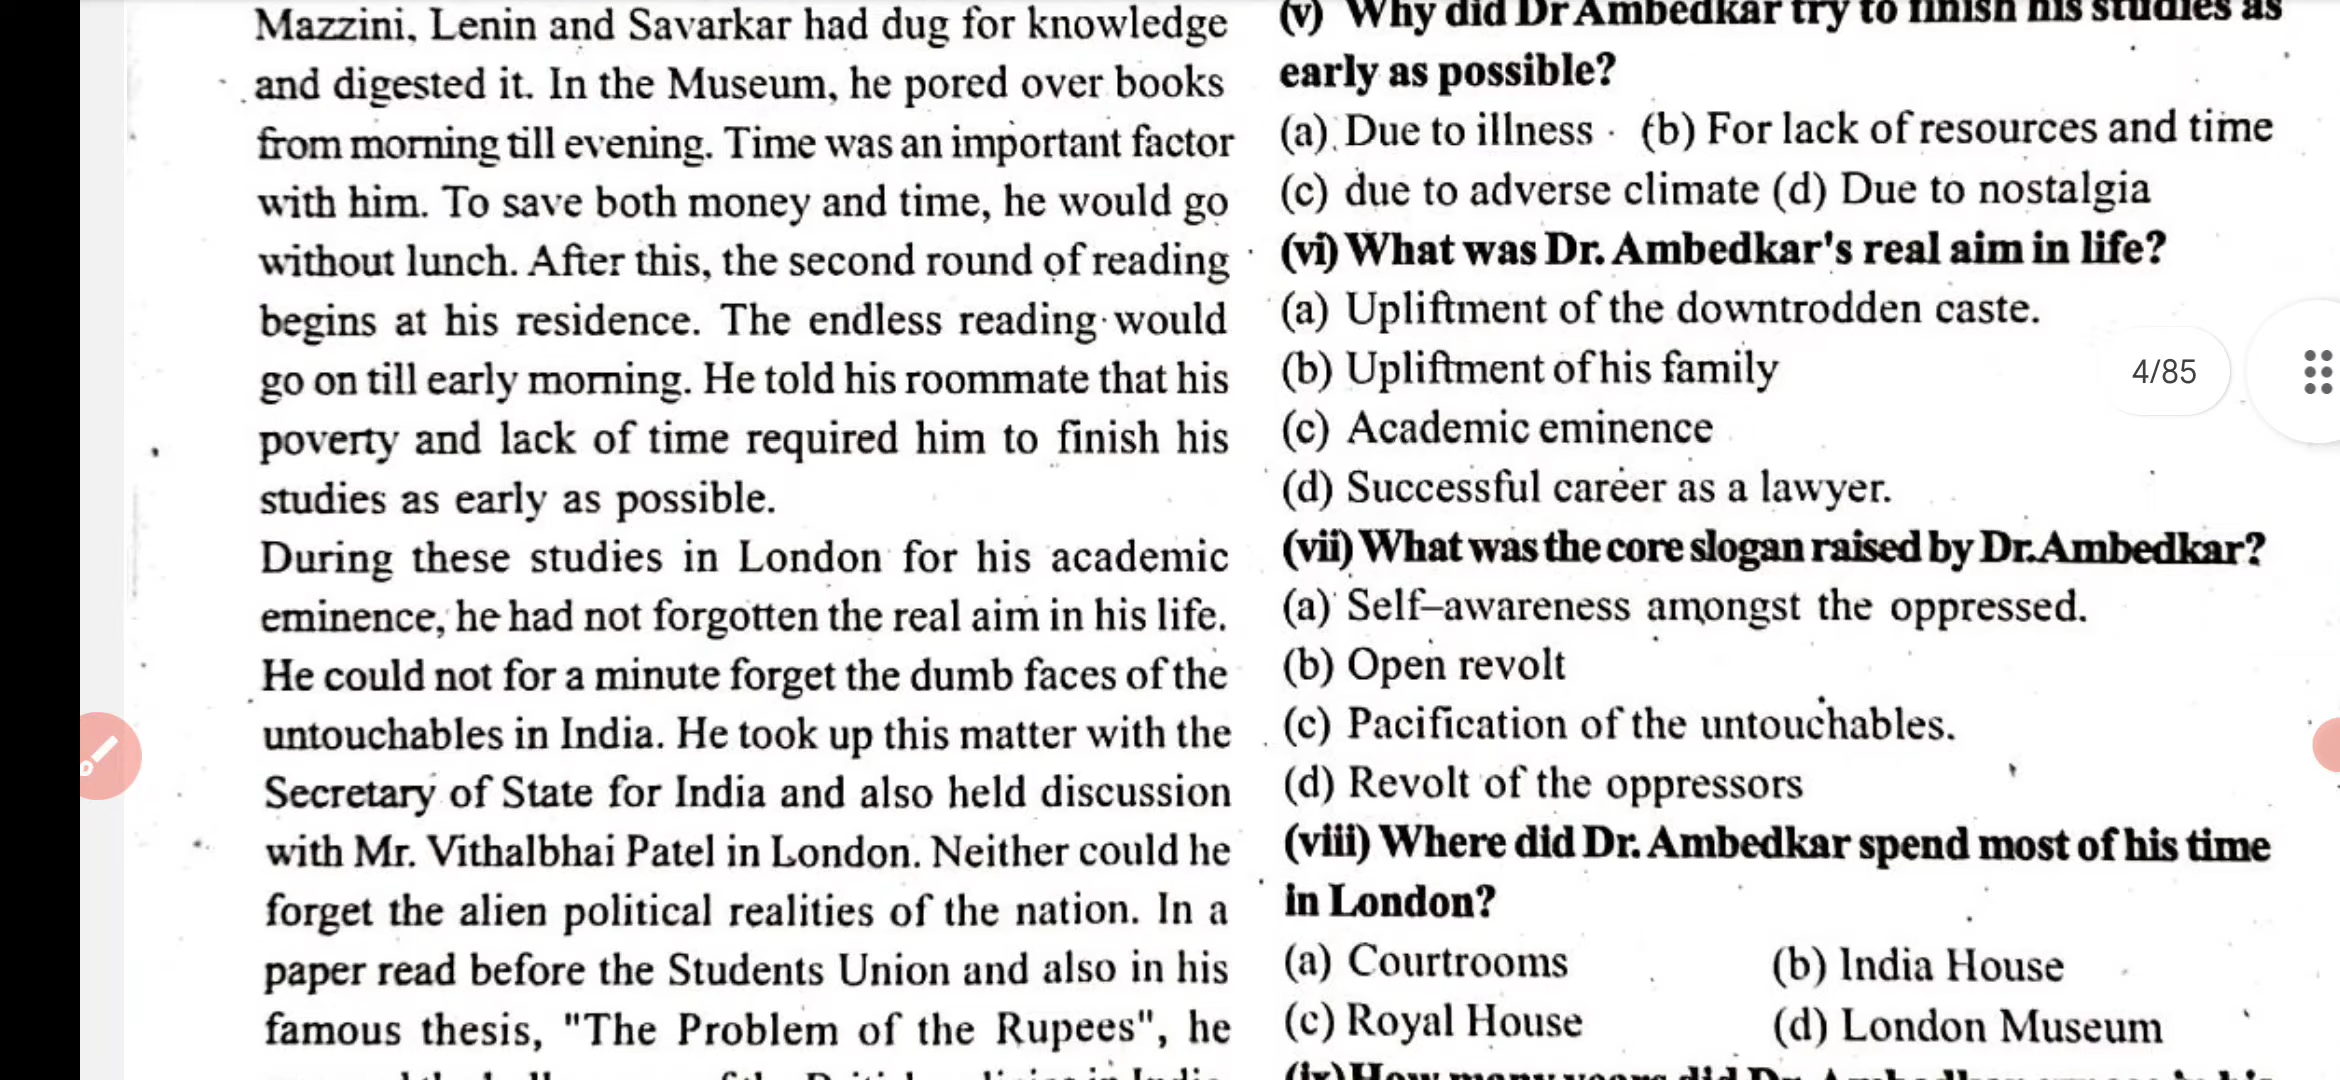 Mazzini, Lenin and Savarkar had dug for knowledge
and digested it. In the Museum, he pored over books
from morning till evening. Time was an important factor
with him. To save both money and time, he would go
without lunch. After this, the second round of reading
begins at his residence. The endless reading would
go on till early morning. He told his roommate that his
poverty and lack of time required him to finish his
studies as early as possible.
During these studies in London for his academic
eminence, he had not forgotten the real aim in his life.
He could not for a minute forget the dumb faces of the
untouchables in India. He took up this matter with the
Secretary of State for India and also held discussion
with Mr. Vithalbhai Patel in London. Neither could he
forget the alien political realities of the nation. In a
paper read before the Students Union and also in his
famous thesis, "The Problem of the Rupees", he
(v) Why did Dr Ambedkar try to finish his studies as
early as possible?
(a) Due to illness (b) For lack of resources and time
(c) due to adverse climate (d) Due to nostalgia
(vi) What was Dr. Ambedkar's real aim in life?
(a) Upliftment of the downtrodden caste.
(b) Upliftment of his family
(c) Academic eminence
(d) Successful career as a lawyer.
(vii) What was the core slogan raised by Dr. Ambedkar?
(a) Self–awareness amongst the oppressed.
(b) Open revolt
(c) Pacification of the untouchables.
(d) Revolt of the oppressors
(viii) Where did Dr. Ambedkar spend most of his time
in London?
(a) Courtrooms (b) India House
(c) Royal House (d) London Museum
4/85